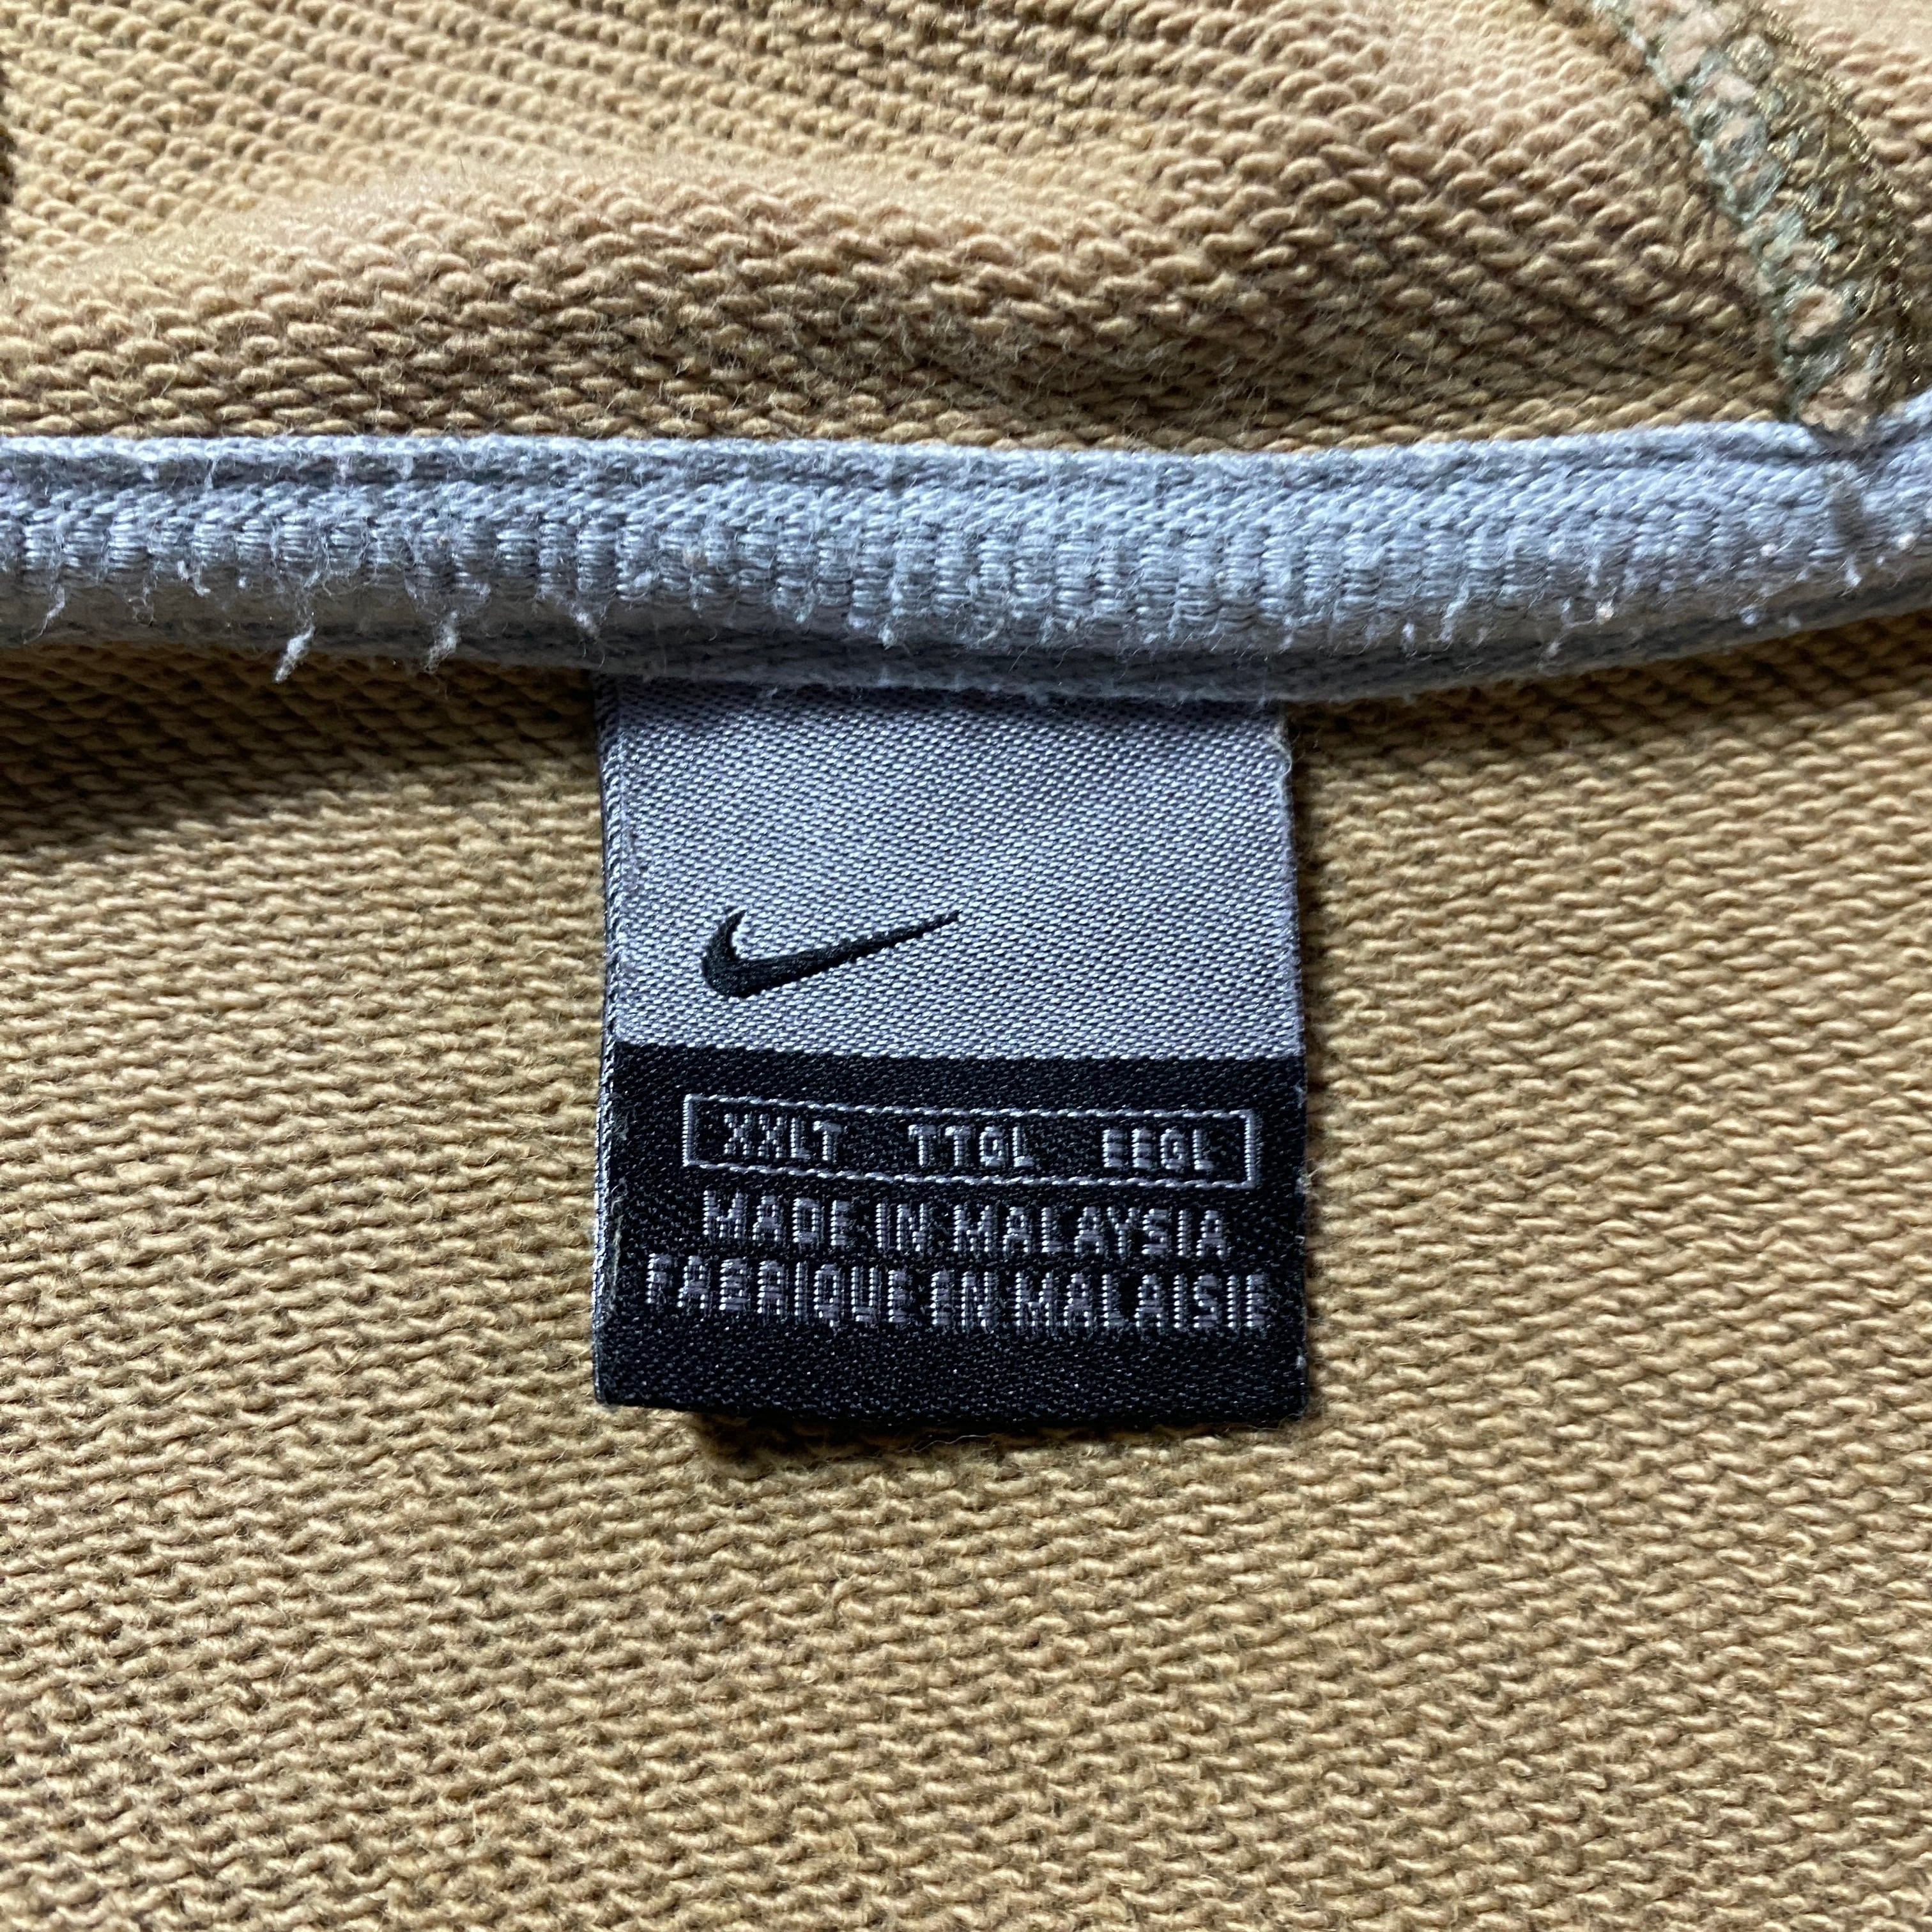 XXLT TTGL EEGL
MADE IN MALAYSIA
FABRIQUE EN MALAISIE